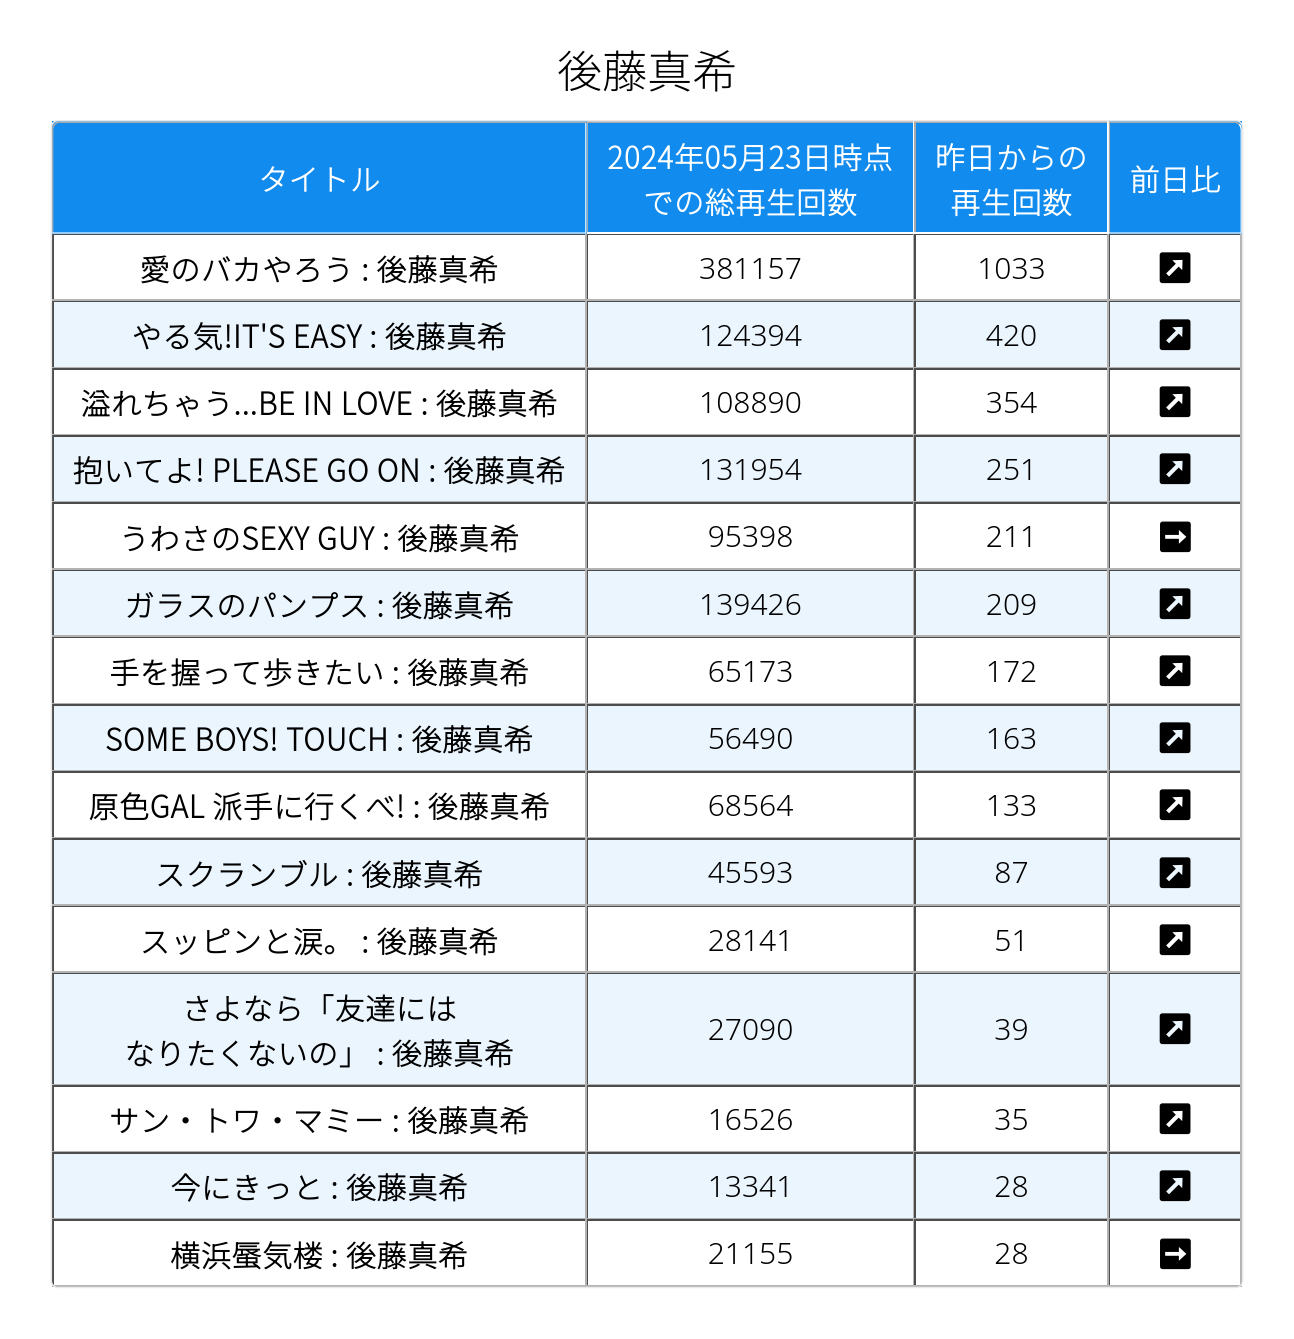 後藤真希
タイトル
2024年05月23日時点
での総再生回数
昨日からの
再生回数
前日比
愛のバカやろう : 後藤真希 381157 1033
やる気!IT'S EASY : 後藤真希 124394 420
溢れちゃう...BE IN LOVE : 後藤真希 108890 354
抱いてよ! PLEASE GO ON : 後藤真希 131954 251
うわさのSEXY GUY : 後藤真希 95398 211
ガラスのパンプス : 後藤真希 139426 209
手を握って歩きたい : 後藤真希 65173 172
SOME BOYS! TOUCH : 後藤真希 56490 163
原色GAL 派手に行くべ! : 後藤真希 68564 133
スクランブル : 後藤真希 45593 87
スッピンと涙。 : 後藤真希 28141 51
さよなら「友達には
なりたくないの」 : 後藤真希 27090 39
サン・トワ・マミー : 後藤真希 16526 35
今にきっと : 後藤真希 13341 28
横浜蜃気楼 : 後藤真希 21155 28